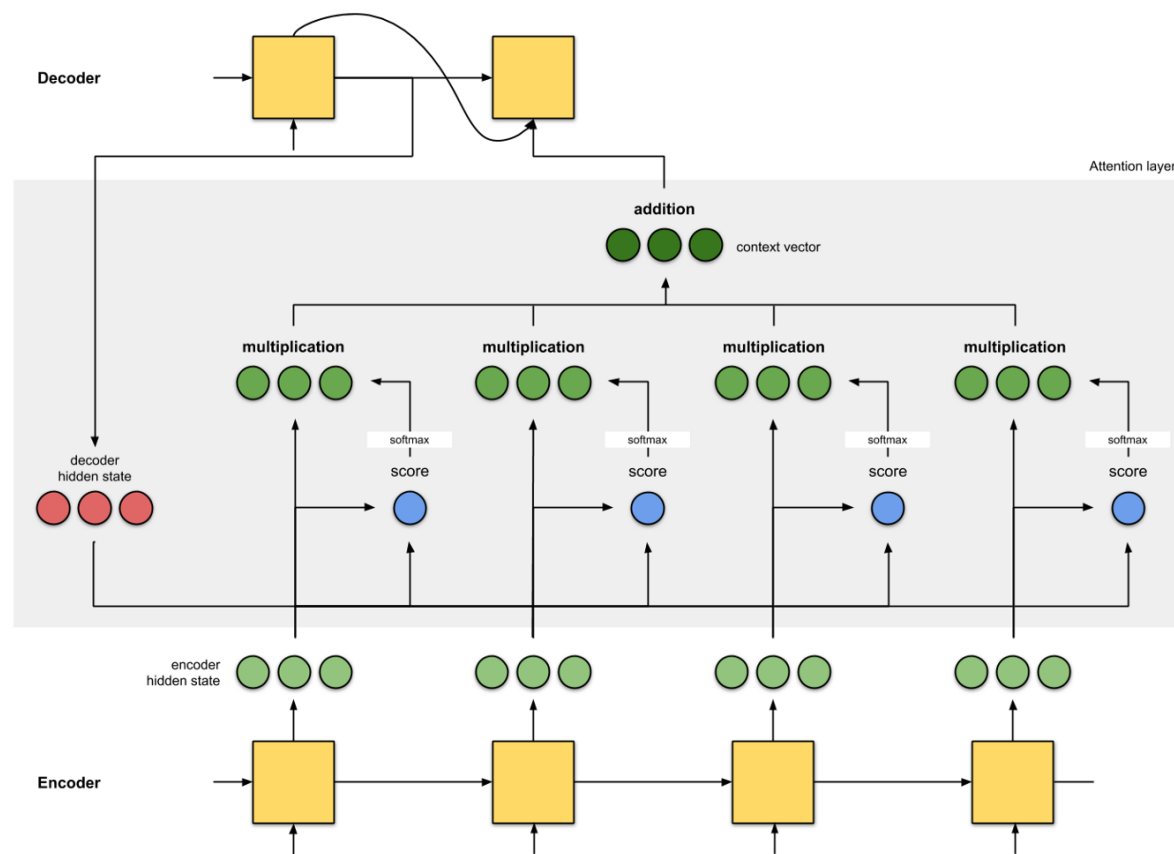 Decoder
Attention layer
addition
context vector
multiplication
multiplication
multiplication
multiplication
softmax
softmax
softmax
softmax
decoder
hidden state
score
score
score
score
encoder
hidden state
Encoder